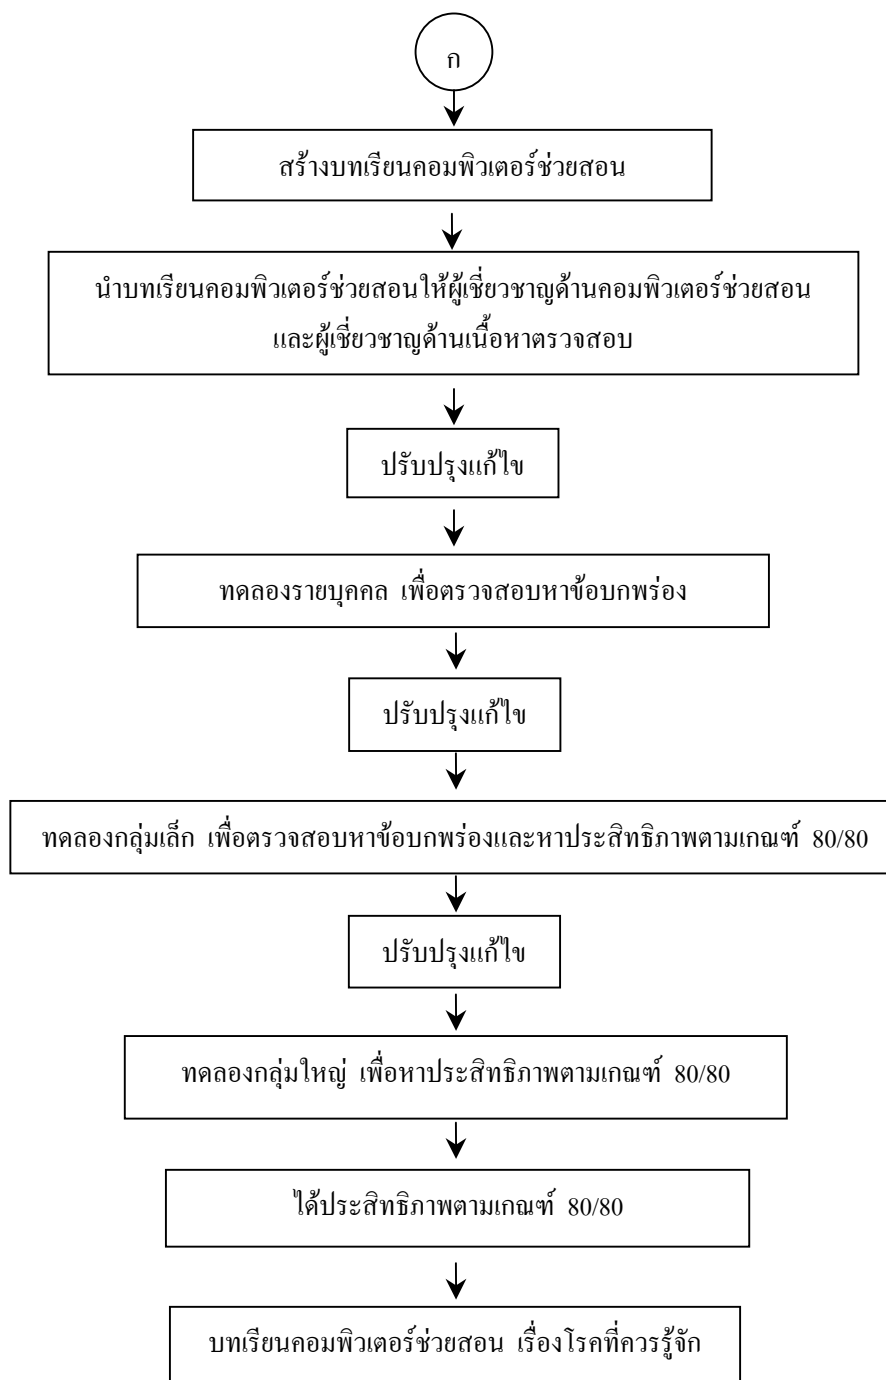 ก
สร้างบทเรียนคอมพิวเตอร์ช่วยสอน
นำบทเรียนคอมพิวเตอร์ช่วยสอนให้ผู้เชี่ยวชาญด้านคอมพิวเตอร์ช่วยสอน
และผู้เชี่ยวชาญด้านเนื้อหาตรวจสอบ
ปรับปรุงแก้ไข
ทดลองรายบุคคล เพื่อตรวจสอบหาข้อบกพร่อง
ปรับปรุงแก้ไข
ทดลองกลุ่มเล็ก เพื่อตรวจสอบหาข้อบกพร่องและหาประสิทธิภาพตามเกณฑ์ 80/80
ปรับปรุงแก้ไข
ทดลองกลุ่มใหญ่ เพื่อหาประสิทธิภาพตามเกณฑ์ 80/80
ได้ประสิทธิภาพตามเกณฑ์ 80/80
บทเรียนคอมพิวเตอร์ช่วยสอน เรื่องโรคที่ควรรู้จัก